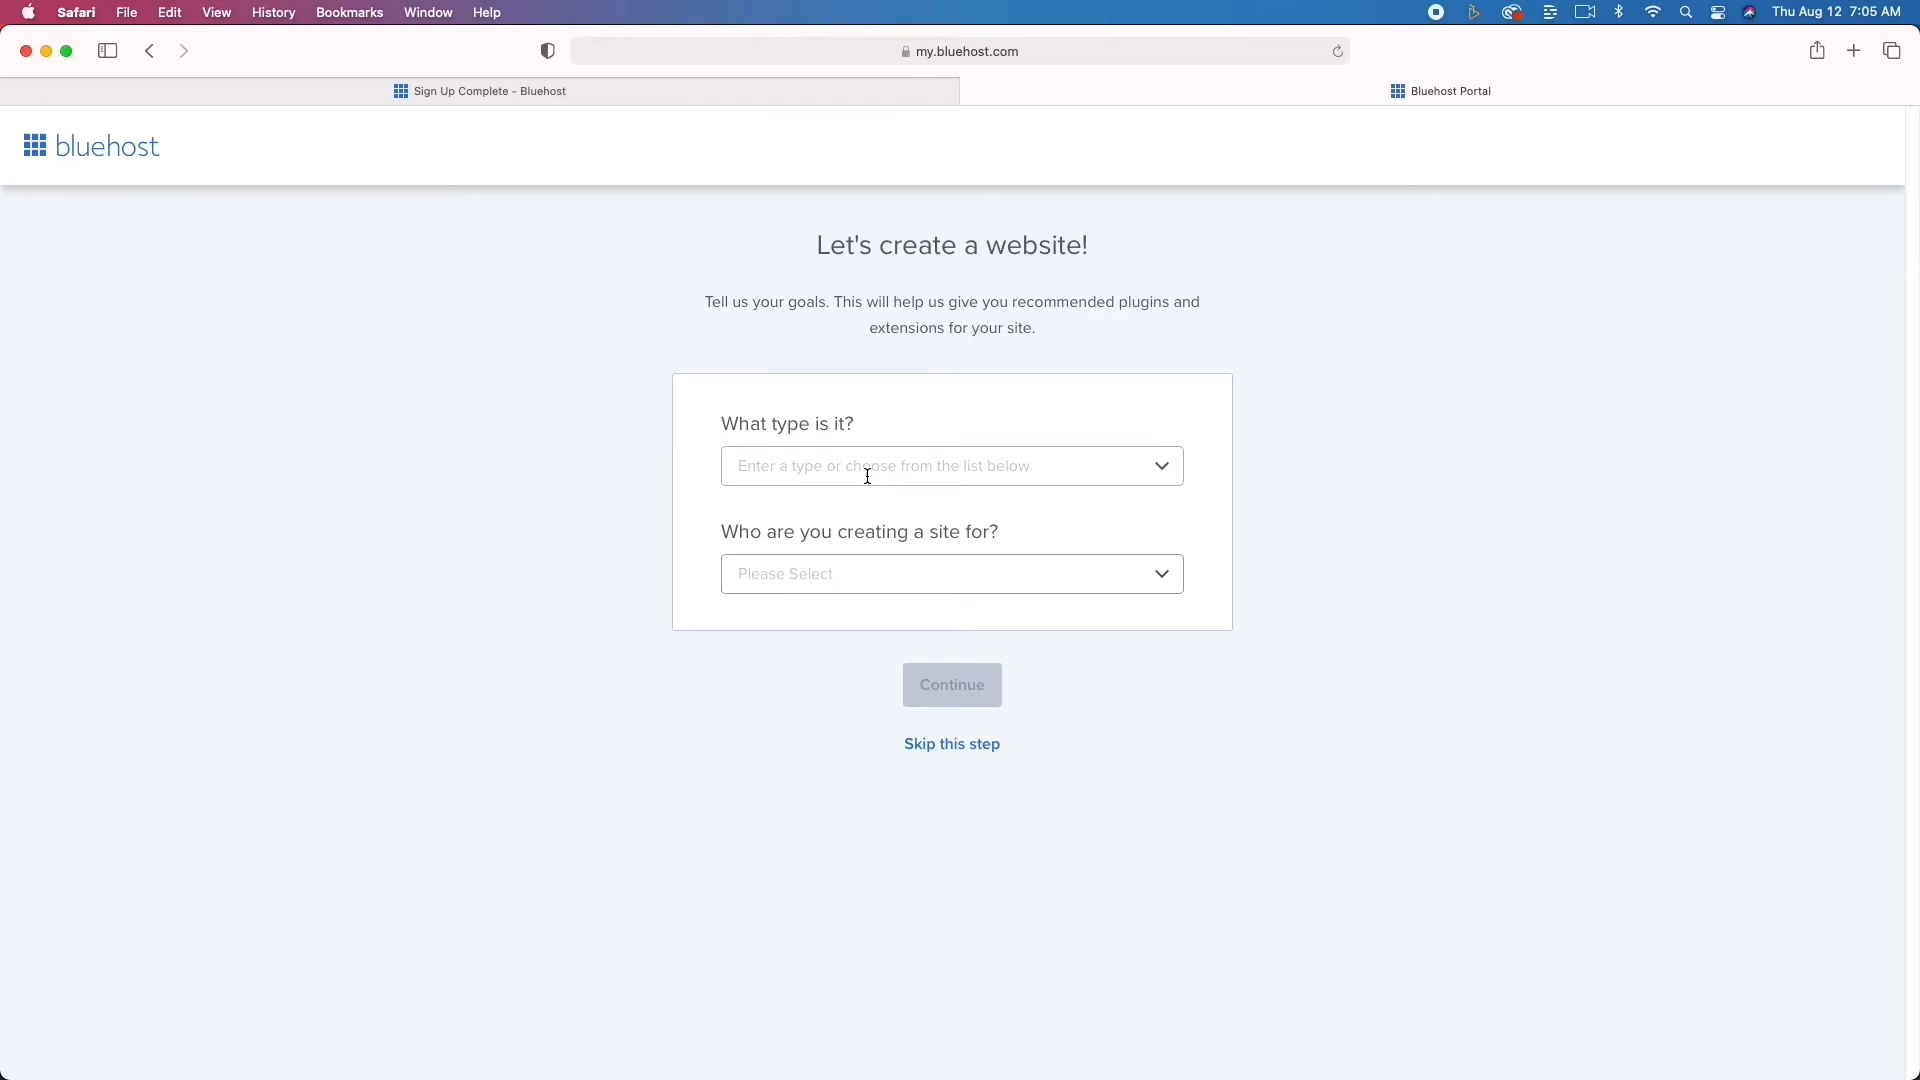 Safari File Edit View History Bookmarks Window Help Thu Aug 12 7:05 AM
my.bluehost.com
Sign Up Complete - Bluehost Bluehost Portal
bluehost
Let's create a website!
Tell us your goals. This will help us give you recommended plugins and
extensions for your site.
What type is it?
Enter a type or choose from the list below
Who are you creating a site for?
Please Select
Continue
Skip this step